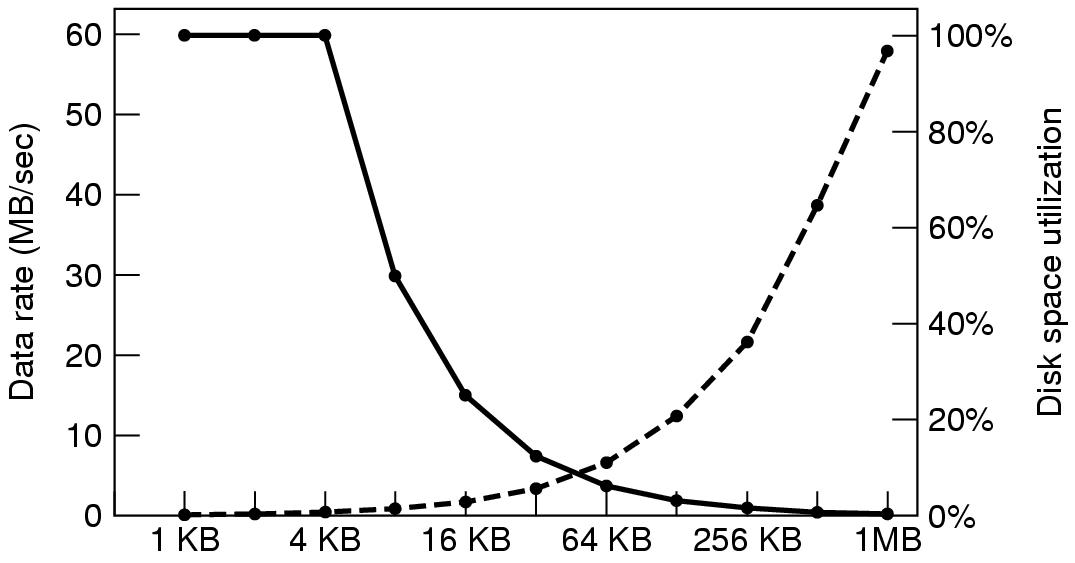 Data rate (MB/sec)
60
50
40
30
20
10
0
1 KB
4 KB
16 KB
64 KB
256 KB
1MB
100%
80%
60%
40%
20%
0%
Disk space utilization